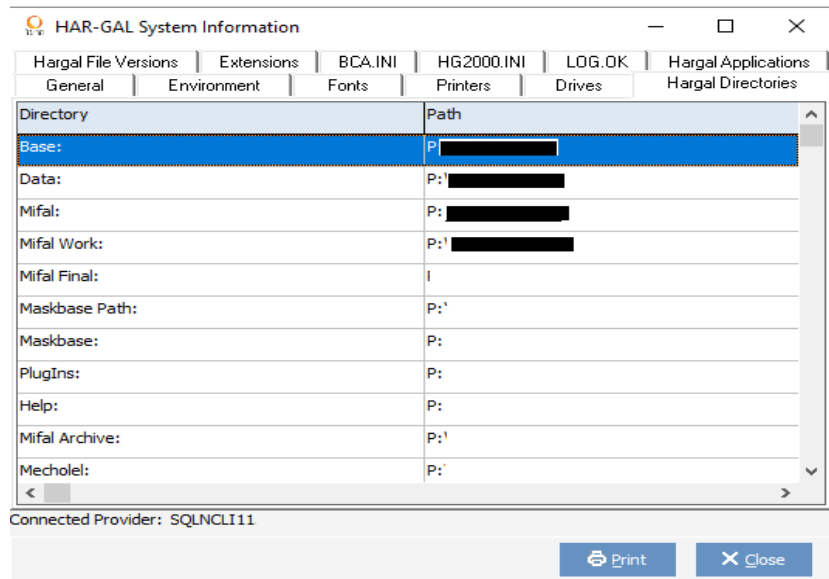 HAR-GAL System Information
Hargal File Versions Extensions BCA.INI HG2000.INI LOG.OK Hargal Applications
General Environment Fonts Printers Drives Hargal Directories
Directory Path
Base: P
Data: P:\
Mifal: P:
Mifal Work: P:\
Mifal Final:
Maskbase Path: P:\
Maskbase: P:
PlugIns: P:
Help: P:
Mifal Archive: P:\
Mecholel: P:
Connected Provider: SQLNCLI11
Print Close